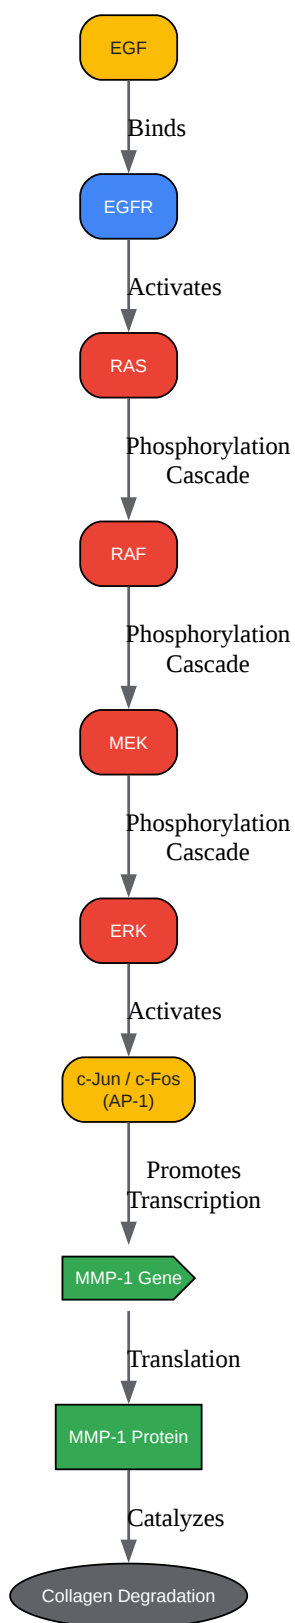 EGF
Binds
EGFR
Activates
RAS
Phosphorylation
Cascade
RAF
Phosphorylation
Cascade
MEK
Phosphorylation
Cascade
ERK
Activates
c-Jun / c-Fos
(AP-1)
Promotes
Transcription
MMP-1 Gene
Translation
MMP-1 Protein
Catalyzes
Collagen Degradation